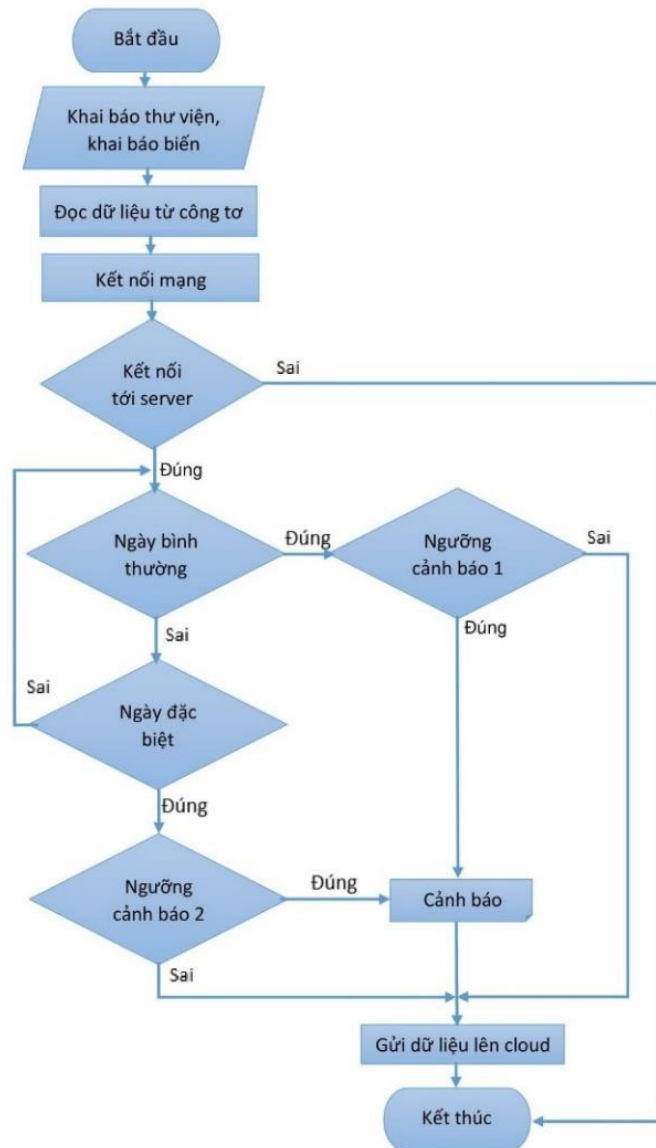 Bắt đầu
Khai báo thư viện,
khai báo biến
Đọc dữ liệu từ công tơ
Kết nối mạng
Kết nối
tới server
Sai
Đúng
Ngày bình
thường
Đúng
Ngưỡng
cảnh báo 1
Sai
Sai
Đúng
Sai
Ngày đặc
biệt
Đúng
Ngưỡng
cảnh báo 2
Đúng
Cảnh báo
Sai
Gửi dữ liệu lên cloud
Kết thúc